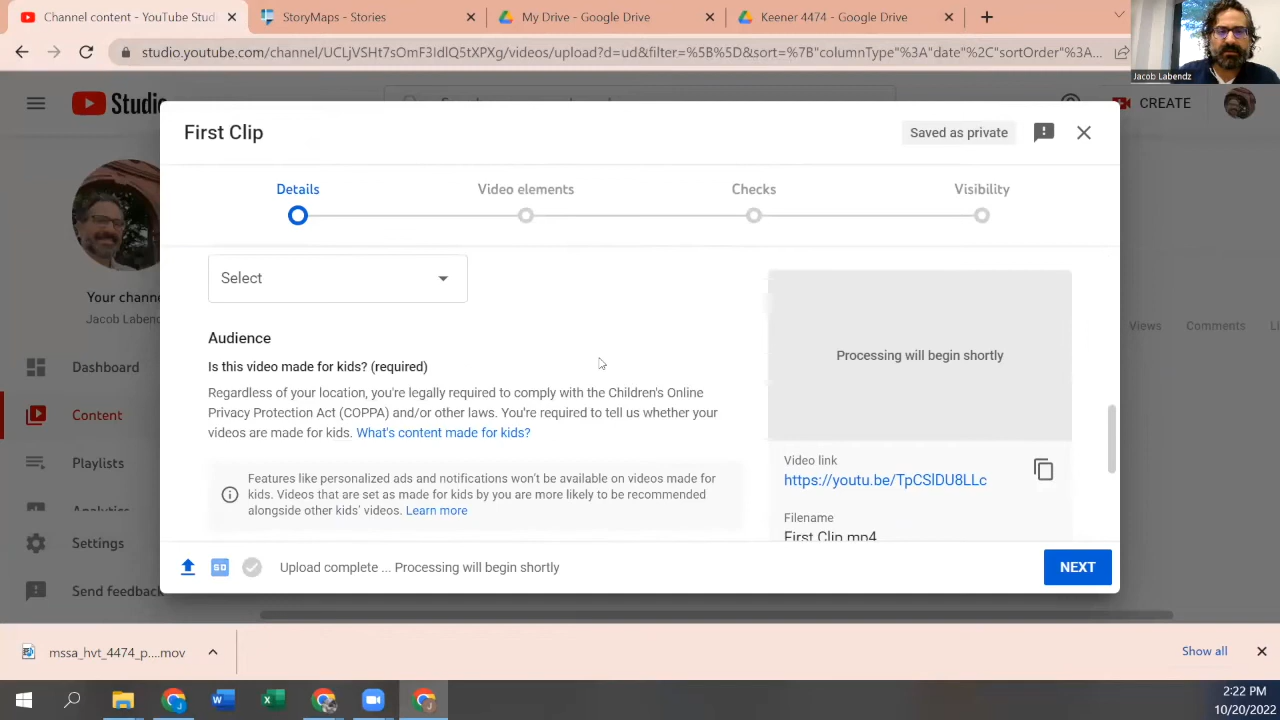 Channel content - YouTube Studio
StoryMaps - Stories
My Drive - Google Drive
Keener 4474 - Google Drive
studio.youtube.com/channel/UCLjVSHt7sOmF3IdlQ5tXPXg/videos/upload?d=ud&filter=%5B%5D&sort=%7B"columnType"%3A"date"%2C"sortOrder"%3A...
Jacob Labendz
Studio
CREATE
First Clip
Saved as private
Details
Video elements
Checks
Visibility
Select
Processing will begin shortly
Your chann
Jacob Labend
Views
Comments
Audience
Is this video made for kids? (required)
Regardless of your location, you're legally required to comply with the Children's Online
Privacy Protection Act (COPPA) and/or other laws. You're required to tell us whether your
videos are made for kids. What's content made for kids?
Features like personalized ads and notifications won't be available on videos made for
kids. Videos that are set as made for kids by you are more likely to be recommended
alongside other kids' videos. Learn more
Video link
https://youtu.be/TpCSlDU8LLc
Filename
First Clip.mp4
Dashboard
Content
Playlists
Analytics
Settings
Send feedback
SD
Upload complete ... Processing will begin shortly
NEXT
mssa_hvt_4474_p....mov
Show all
2:22 PM
10/20/2022